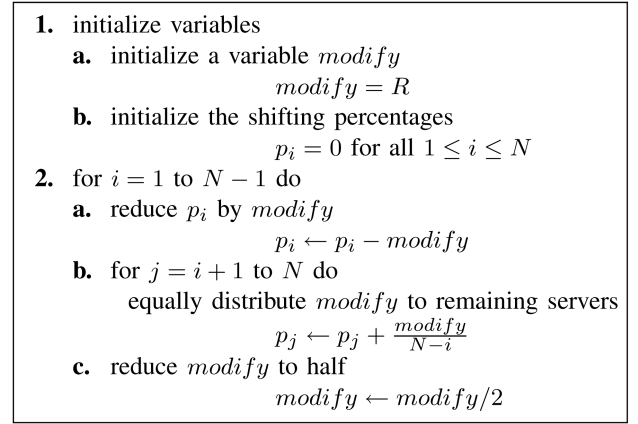 1. initialize variables
a. initialize a variable modify
modify = R
b. initialize the shifting percentages
p_i = 0 for all 1 ≤ i ≤ N
2. for i = 1 to N − 1 do
a. reduce p_i by modify
p_i ← p_i − modify
b. for j = i + 1 to N do
equally distribute modify to remaining servers
p_j ← p_j + \frac{modify}{N−i}
c. reduce modify to half
modify ← modify/2